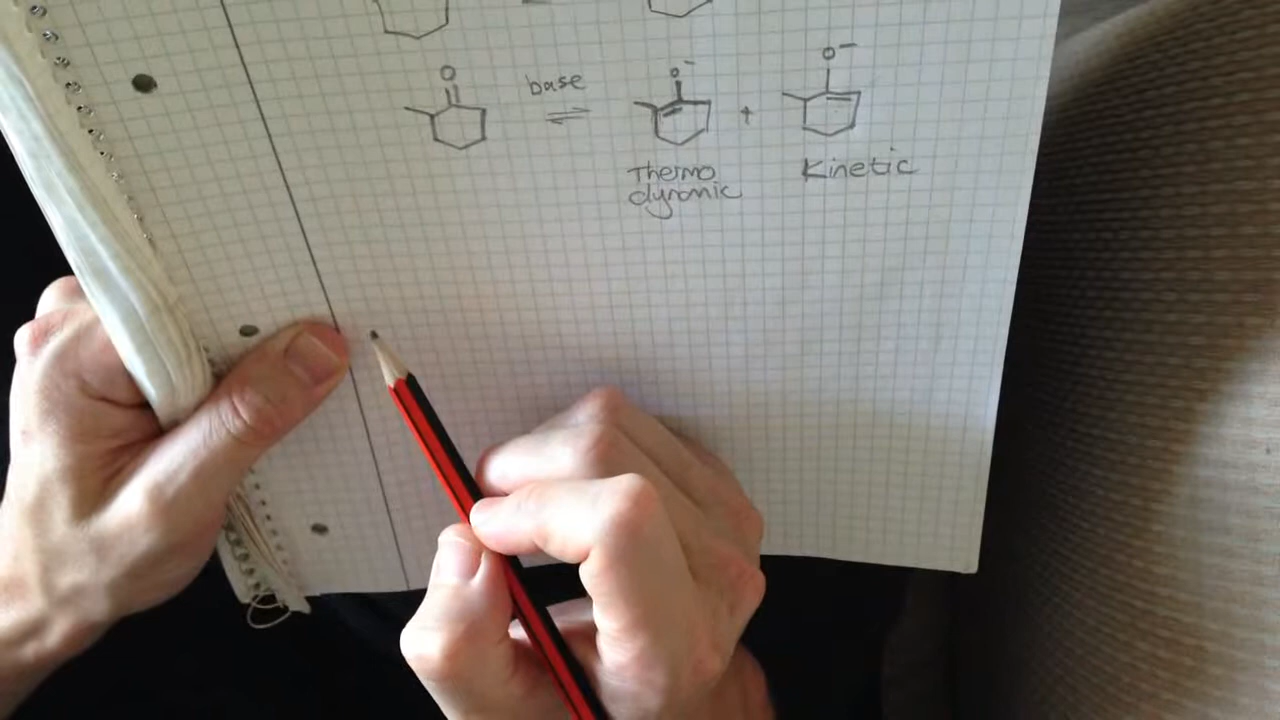 O base O⁻ + O⁻
Thermo Kinetic
dynamic